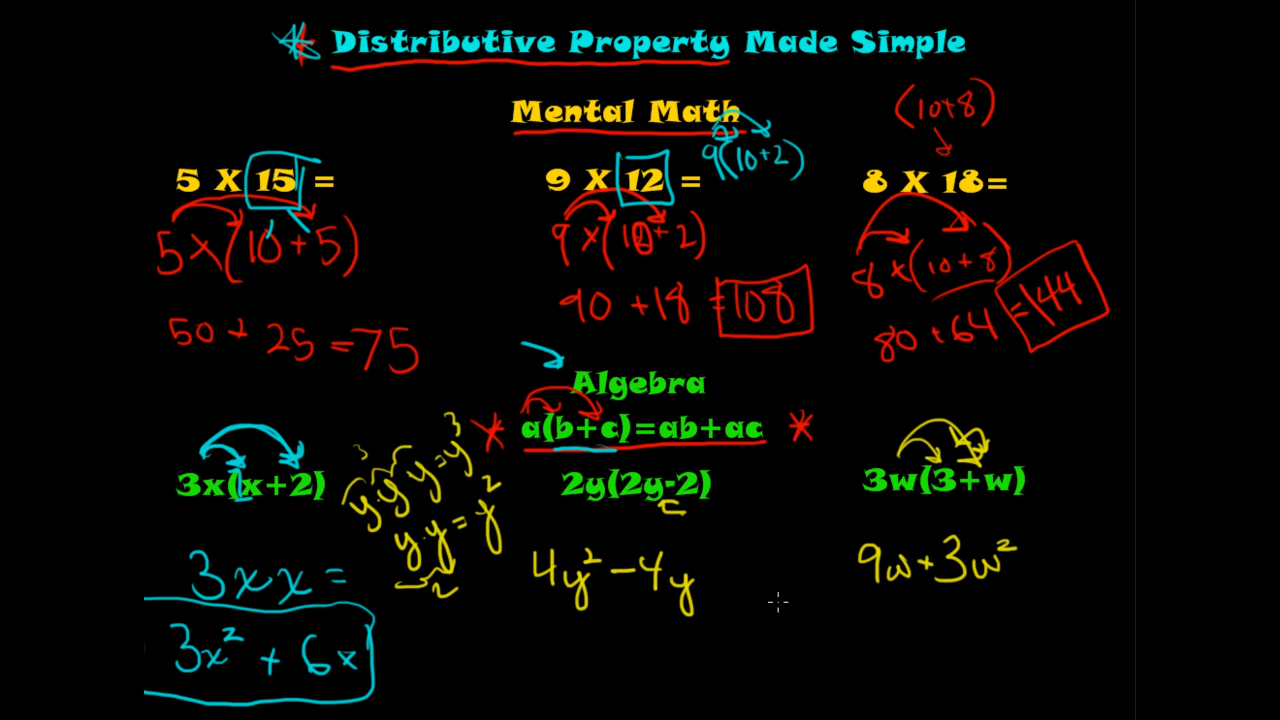 Distributive Property Made Simple
Mental Math
(10+8)
5 X 15 =
9 X 12 =
9(10+2)
8 X 18=
5 x (10 + 5)
9 x (10 + 2)
8 x (10 + 8)
50 + 25 = 75
90 + 18 = 108
80 + 64 = 144
Algebra
a(b+c)=ab+ac
3x(x+2)
y·y·y=y³
2y(2y-2)
3w(3+w)
y·y = y²
2
3xx =
4y² - 4y
9w + 3w²
3x² + 6x